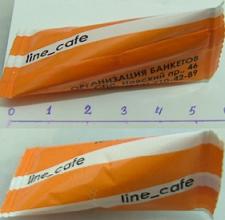 line_cafe
ОРГАНИЗАЦИЯ БАНКЕТОВ
Невский пр., 46
0 1 2 3 4 5
line_cafe
line_cafe